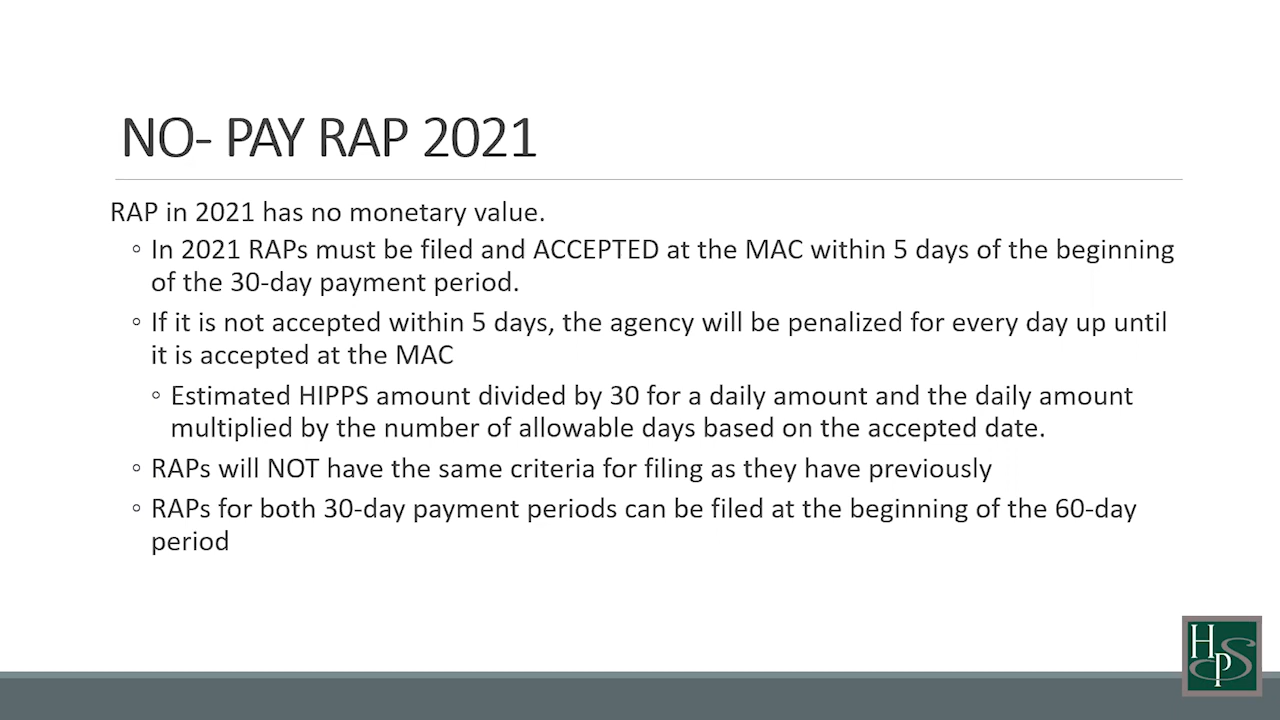 NO- PAY RAP 2021
RAP in 2021 has no monetary value.
◦ In 2021 RAPs must be filed and ACCEPTED at the MAC within 5 days of the beginning
of the 30-day payment period.
◦ If it is not accepted within 5 days, the agency will be penalized for every day up until
it is accepted at the MAC
◦ Estimated HIPPS amount divided by 30 for a daily amount and the daily amount
multiplied by the number of allowable days based on the accepted date.
◦ RAPs will NOT have the same criteria for filing as they have previously
◦ RAPs for both 30-day payment periods can be filed at the beginning of the 60-day
period
HPS